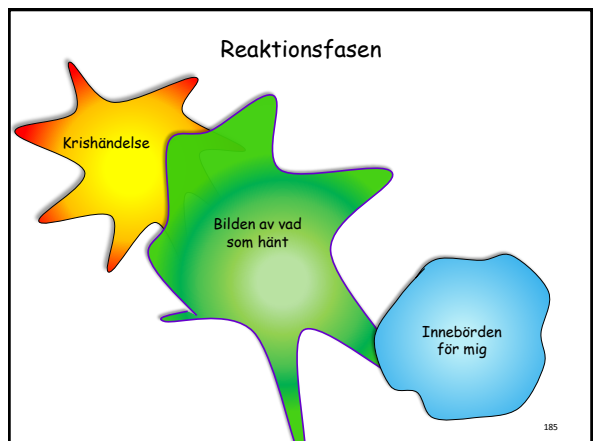 Reaktionsfasen
Krishändelse
Bilden av vad
som hänt
Innebörden
för mig
185